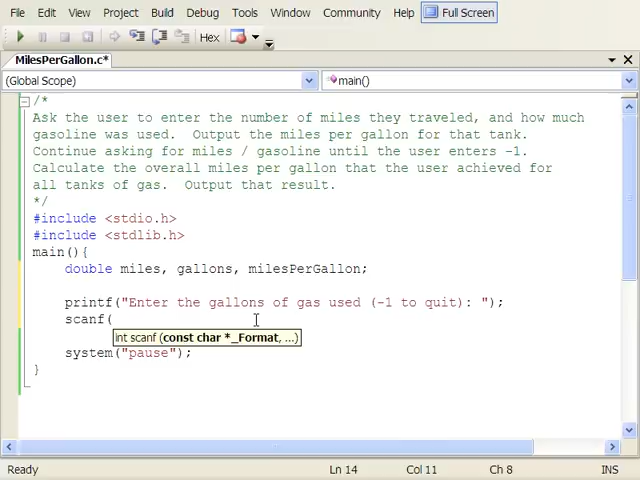 File Edit View Project Build Debug Tools Window Community Help Full Screen
Hex
MilesPerGallon.c*
(Global Scope) main()
/*
Ask the user to enter the number of miles they traveled, and how much
gasoline was used.  Output the miles per gallon for that tank.
Continue asking for miles / gasoline until the user enters -1.
Calculate the overall miles per gallon that the user achieved for
all tanks of gas.  Output that result.
*/
#include <stdio.h>
#include <stdlib.h>
main(){
double miles, gallons, milesPerGallon;
printf("Enter the gallons of gas used (-1 to quit): ");
scanf(
int scanf (const char *_Format, ...)
system("pause");
}
Ready Ln 14 Col 11 Ch 8 INS